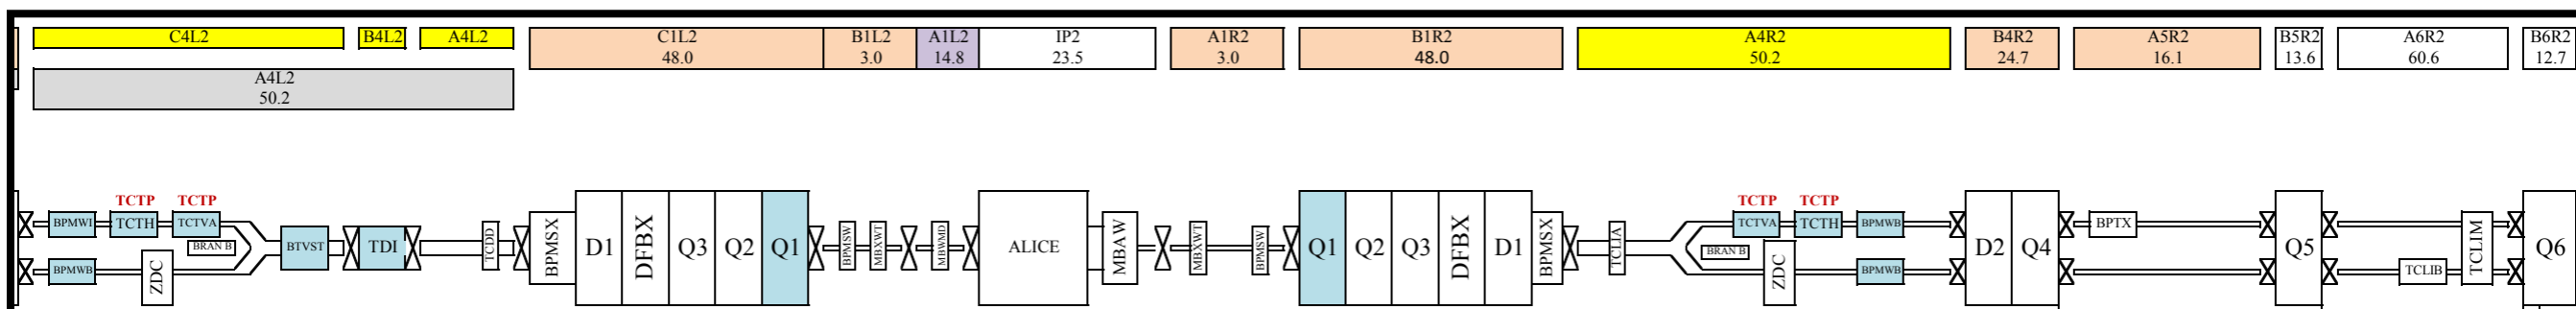 C4L2 B4L2 A4L2 C1L2 B1L2 A1L2 IP2 A1R2 B1R2 A4R2 B4R2 A5R2 B5R2 A6R2 B6R2
48.0 3.0 14.8 23.5 3.0 48.0 50.2 24.7 16.1 13.6 60.6 12.7
A4L2
50.2
TCTP TCTP TCTP TCTP
BPMWI TCTH TCTVA TCTVA TCTH BPMWB BPTX
BRAN B BTVST TDI TCDD BPMSX D1 DFBX Q3 Q2 Q1 BPMSW MBXWT MBWMD ALICE MBAW MBXWT BPMSW Q1 Q2 Q3 DFBX D1 BPMSX TCLIA BRAN B D2 Q4 Q5 TCLIM Q6
BPMWB ZDC ZDC BPMWB TCLIB